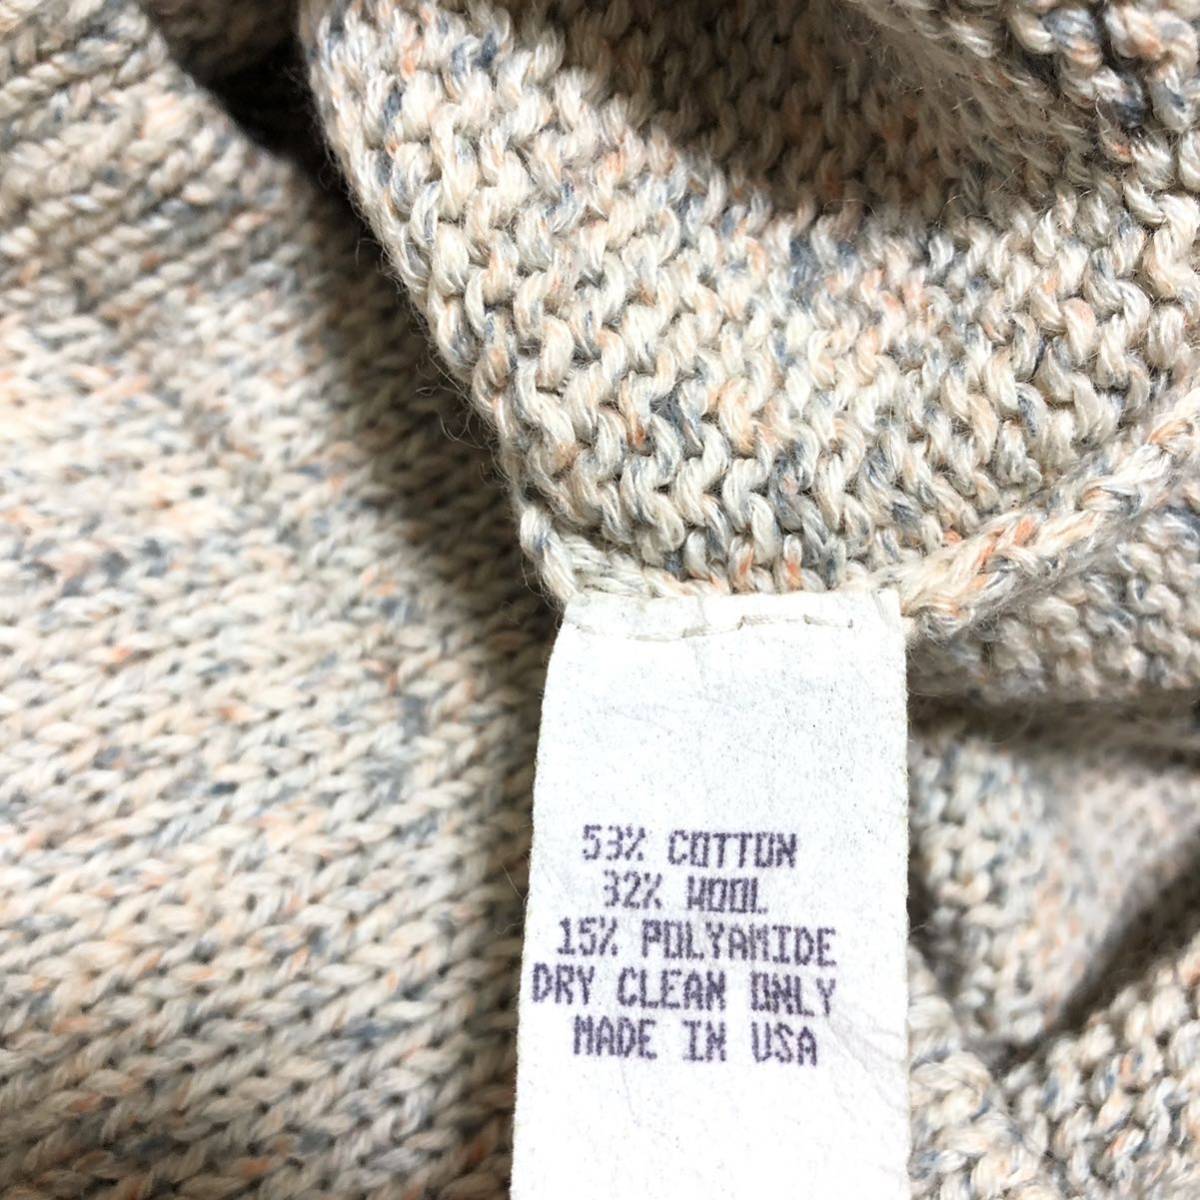 53% COTTON
32% WOOL
15% POLYAMIDE
DRY CLEAN ONLY
MADE IN USA